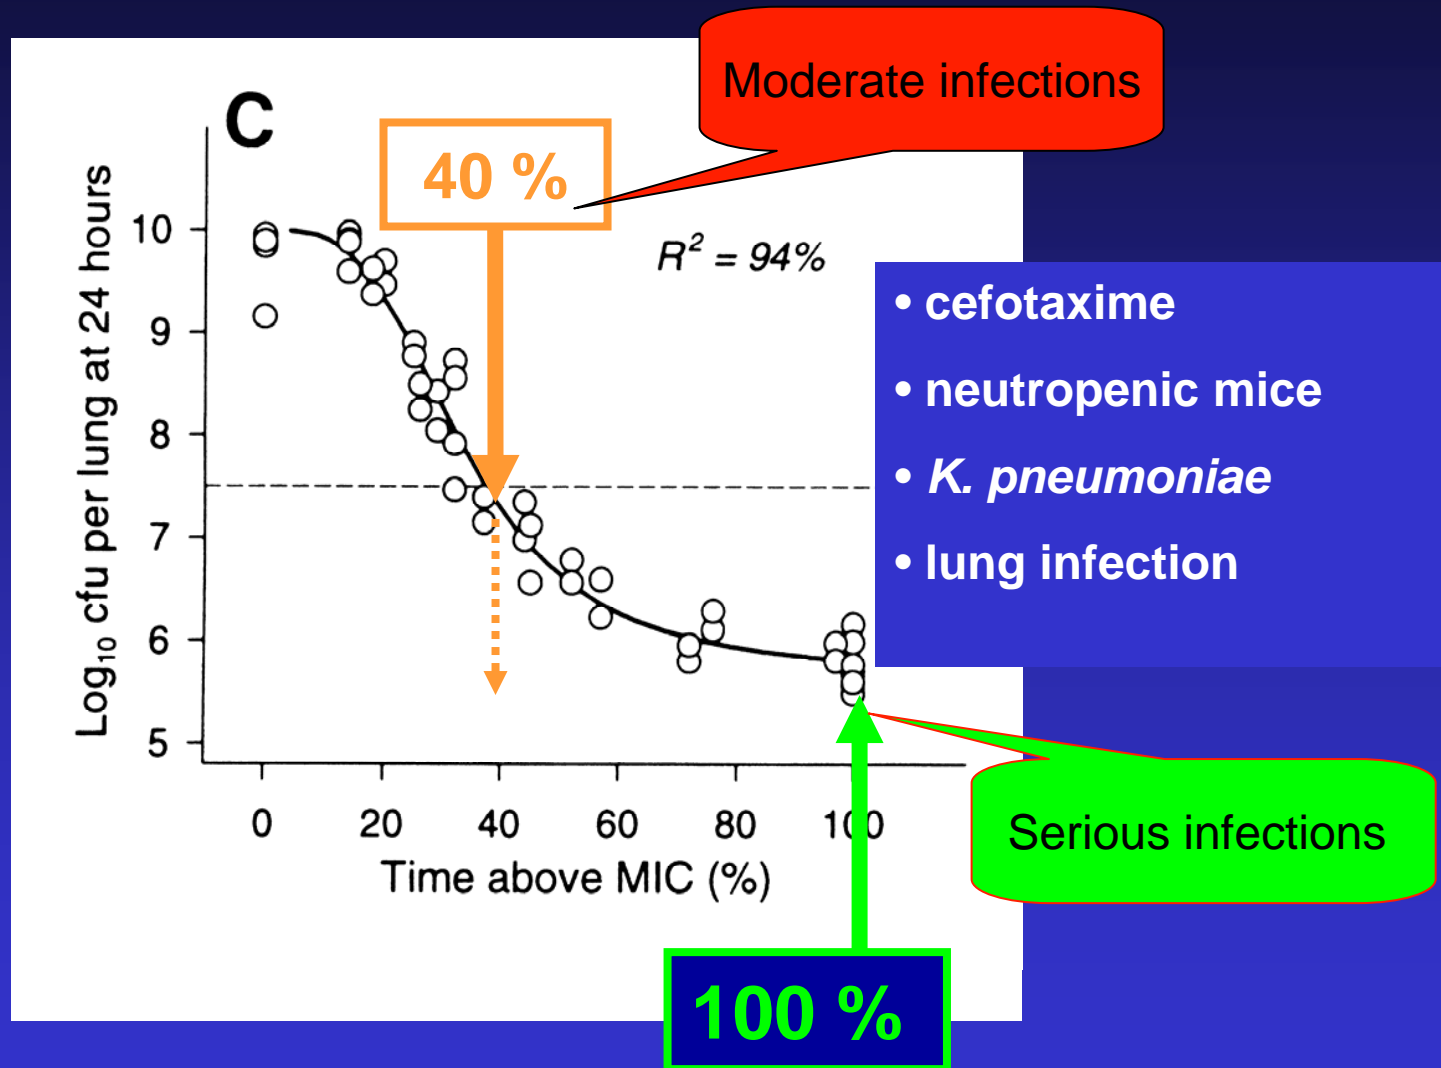 Moderate infections
C
40 %
R² = 94%
Log₁₀ cfu per lung at 24 hours
10
9
8
7
6
5
0 20 40 60 80 100
Time above MIC (%)
• cefotaxime
• neutropenic mice
• K. pneumoniae
• lung infection
Serious infections
100 %